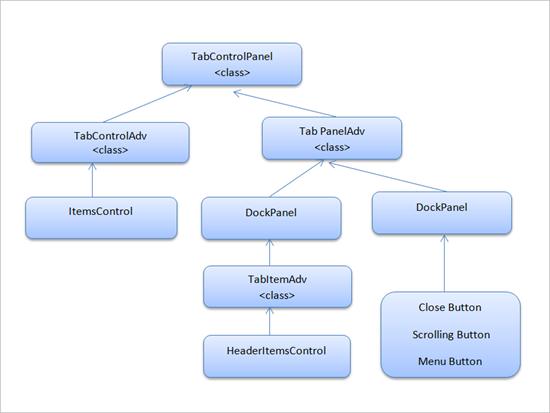 TabControlPanel
<class>
TabControlAdv
<class>
Tab PanelAdv
<class>
ItemsControl
DockPanel
DockPanel
TabItemAdv
<class>
Close Button
Scrolling Button
Menu Button
HeaderItemsControl